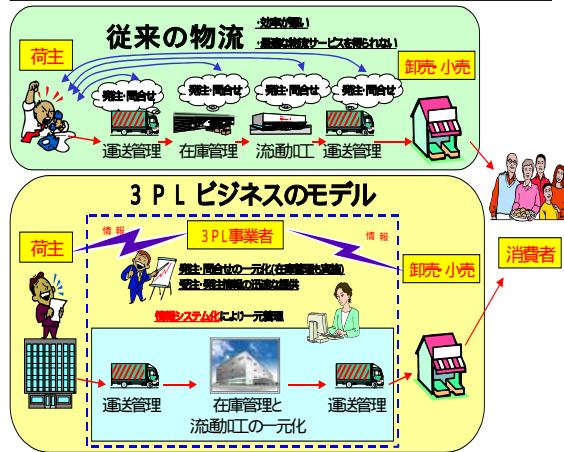 従来の物流
・効率が悪い
・最適な物流サービスを得られない
荷主
卸売・小売
発注・問合せ
発注・問合せ
発注・問合せ
発注・問合せ
運送管理
在庫管理
流動加工
運送管理
3PLビジネスのモデル
情報
3PL事業者
情報
荷主
卸売・小売
消費者
発注・問合せの一元化(在庫管理も実施)
受注・発注情報の迅速な提供
情報システム化により一元管理
運送管理
在庫管理と
流動加工の一元化
運送管理